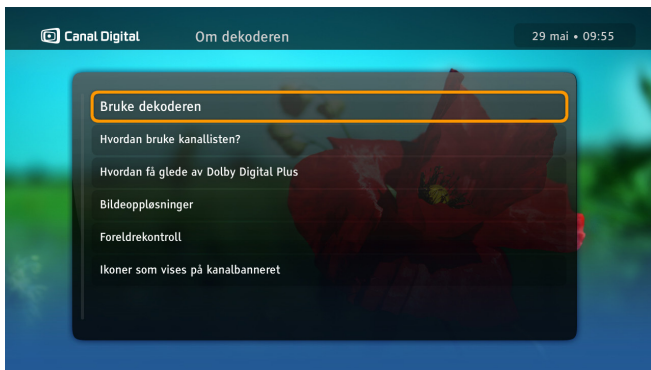 Canal Digital
Om dekoderen
29 mai • 09:55
Bruke dekoderen
Hvordan bruke kanallisten?
Hvordan få glede av Dolby Digital Plus
Bildeoppløsninger
Foreldrekontroll
Ikoner som vises på kanalbanneret